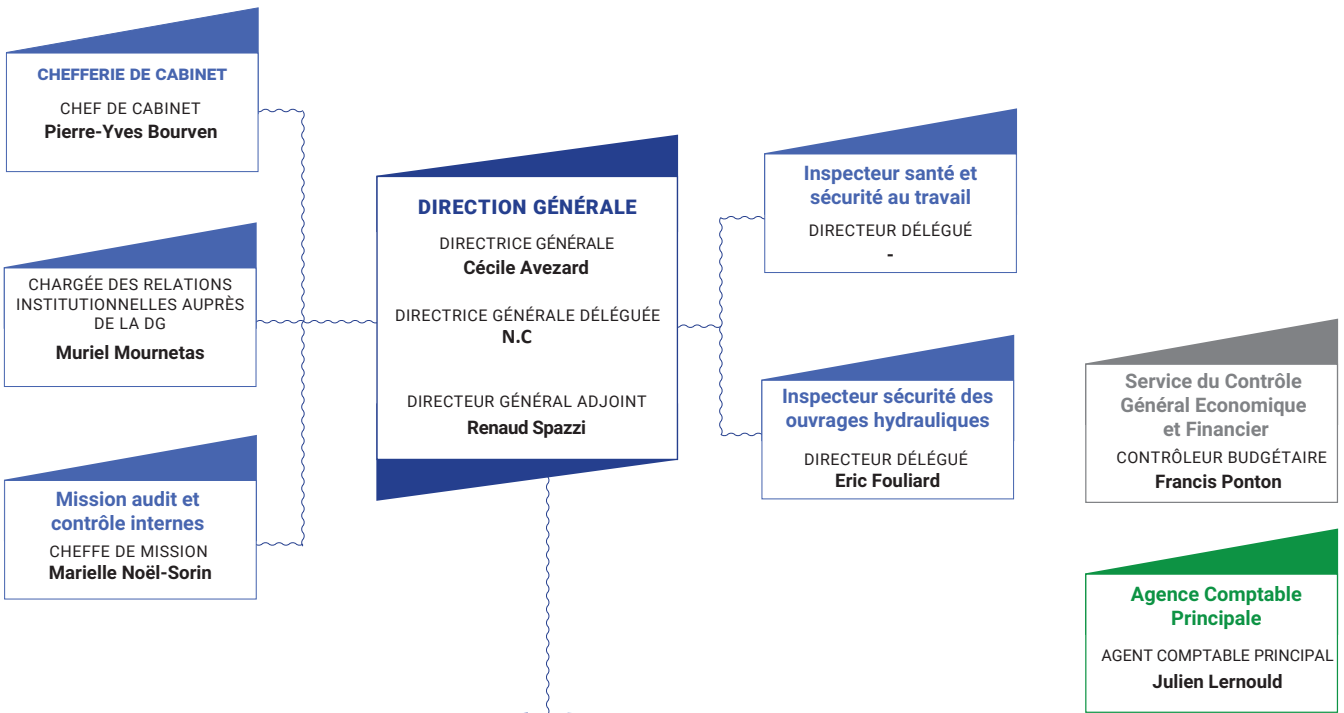 CHEFFERIE DE CABINET
CHEF DE CABINET
Pierre-Yves Bourven
CHARGÉE DES RELATIONS
INSTITUTIONNELLES AUPRÈS
DE LA DG
Muriel Mournetas
Mission audit et
contrôle internes
CHEFFE DE MISSION
Marielle Noël-Sorin
DIRECTION GÉNÉRALE
DIRECTRICE GÉNÉRALE
Cécile Avezard
DIRECTRICE GÉNÉRALE DÉLÉGUÉE
N.C
DIRECTEUR GÉNÉRAL ADJOINT
Renaud Spazzi
Inspecteur santé et
sécurité au travail
DIRECTEUR DÉLÉGUÉ
-
Inspecteur sécurité des
ouvrages hydrauliques
DIRECTEUR DÉLÉGUÉ
Eric Fouliard
Service du Contrôle
Général Economique
et Financier
CONTRÔLEUR BUDGÉTAIRE
Francis Ponton
Agence Comptable
Principale
AGENT COMPTABLE PRINCIPAL
Julien Lernould